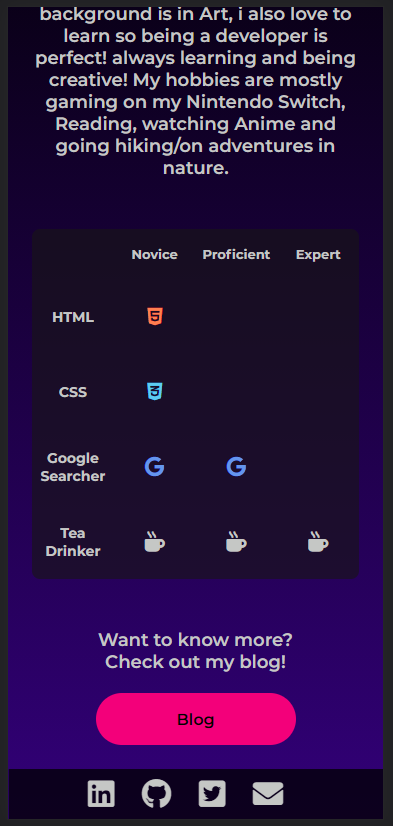 background is in Art, i also love to
learn so being a developer is
perfect! always learning and being
creative! My hobbies are mostly
gaming on my Nintendo Switch,
Reading, watching Anime and
going hiking/on adventures in
nature.
Novice Proficient Expert
HTML
CSS
Google
Searcher
Tea
Drinker
Want to know more?
Check out my blog!
Blog